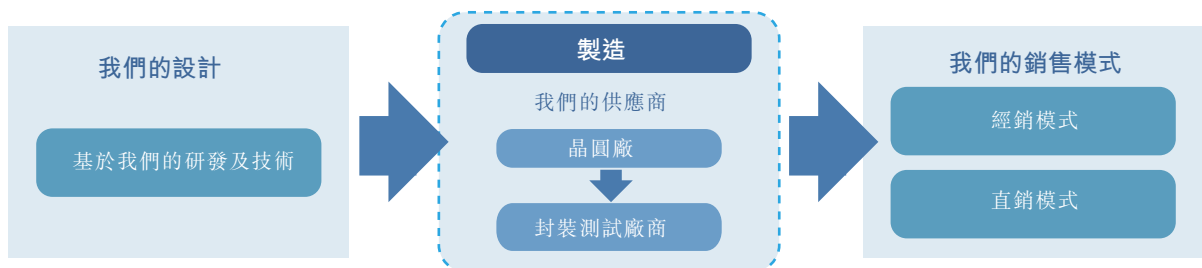 我們的設計
基於我們的研發及技術
製造
我們的供應商
晶圓廠
封裝測試廠商
我們的銷售模式
經銷模式
直銷模式